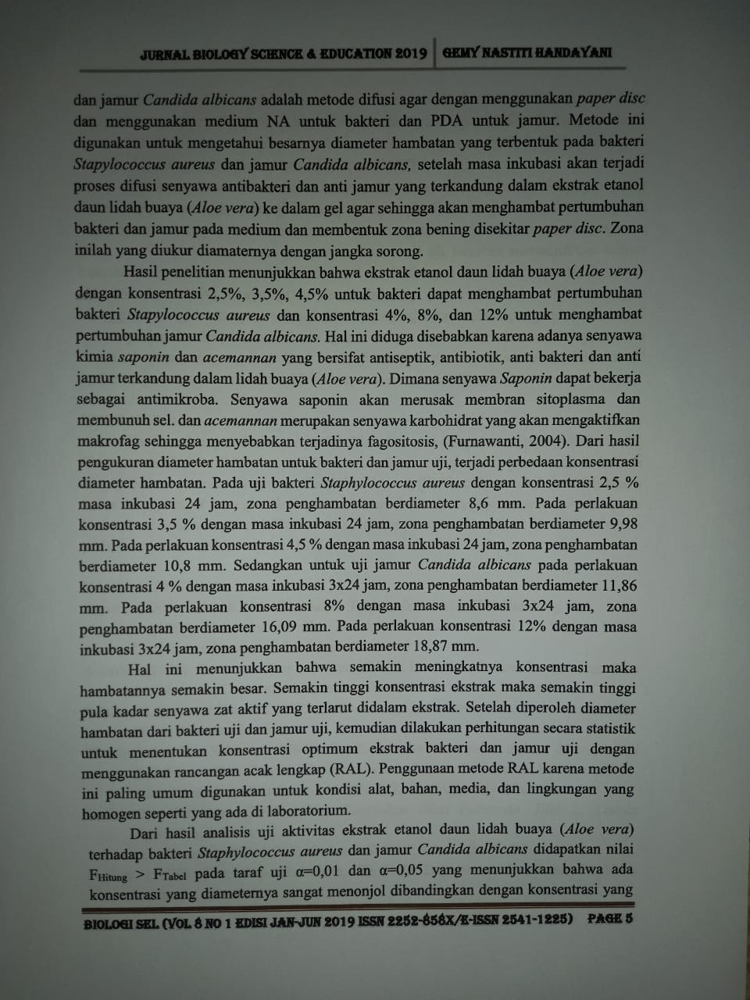 JURNAL BIOLOGY SCIENCE & EDUCATION 2019 GEMY NASTITI HANDAYANI
dan jamur Candida albicans adalah metode difusi agar dengan menggunakan paper disc
dan menggunakan medium NA untuk bakteri dan PDA untuk jamur. Metode ini
digunakan untuk mengetahui besarnya diameter hambatan yang terbentuk pada bakteri
Stapylococcus aureus dan jamur Candida albicans, setelah masa inkubasi akan terjadi
proses difusi senyawa antibakteri dan anti jamur yang terkandung dalam ekstrak etanol
daun lidah buaya (Aloe vera) ke dalam gel agar sehingga akan menghambat pertumbuhan
bakteri dan jamur pada medium dan membentuk zona bening disekitar paper disc. Zona
inilah yang diukur diamaternya dengan jangka sorong.
Hasil penelitian menunjukkan bahwa ekstrak etanol daun lidah buaya (Aloe vera)
dengan konsentrasi 2,5%, 3,5%, 4,5% untuk bakteri dapat menghambat pertumbuhan
bakteri Stapylococcus aureus dan konsentrasi 4%, 8%, dan 12% untuk menghambat
pertumbuhan jamur Candida albicans. Hal ini diduga disebabkan karena adanya senyawa
kimia saponin dan acemannan yang bersifat antiseptik, antibiotik, anti bakteri dan anti
jamur terkandung dalam lidah buaya (Aloe vera). Dimana senyawa Saponin dapat bekerja
sebagai antimikroba. Senyawa saponin akan merusak membran sitoplasma dan
membunuh sel. dan acemannan merupakan senyawa karbohidrat yang akan mengaktifkan
makrofag sehingga menyebabkan terjadinya fagositosis, (Furnawanti, 2004). Dari hasil
pengukuran diameter hambatan untuk bakteri dan jamur uji, terjadi perbedaan konsentrasi
diameter hambatan. Pada uji bakteri Staphylococcus aureus dengan konsentrasi 2,5 %
masa inkubasi 24 jam, zona penghambatan berdiameter 8,6 mm. Pada perlakuan
konsentrasi 3,5 % dengan masa inkubasi 24 jam, zona penghambatan berdiameter 9,98
mm. Pada perlakuan konsentrasi 4,5 % dengan masa inkubasi 24 jam, zona penghambatan
berdiameter 10,8 mm. Sedangkan untuk uji jamur Candida albicans pada perlakuan
konsentrasi 4 % dengan masa inkubasi 3x24 jam, zona penghambatan berdiameter 11,86
mm. Pada perlakuan konsentrasi 8% dengan masa inkubasi 3x24 jam, zona
penghambatan berdiameter 16,09 mm. Pada perlakuan konsentrasi 12% dengan masa
inkubasi 3x24 jam, zona penghambatan berdiameter 18,87 mm.
Hal ini menunjukkan bahwa semakin meningkatnya konsentrasi maka
hambatannya semakin besar. Semakin tinggi konsentrasi ekstrak maka semakin tinggi
pula kadar senyawa zat aktif yang terlarut didalam ekstrak. Setelah diperoleh diameter
hambatan dari bakteri uji dan jamur uji, kemudian dilakukan perhitungan secara statistik
untuk menentukan konsentrasi optimum ekstrak bakteri dan jamur uji dengan
menggunakan rancangan acak lengkap (RAL). Penggunaan metode RAL karena metode
ini paling umum digunakan untuk kondisi alat, bahan, media, dan lingkungan yang
homogen seperti yang ada di laboratorium.
Dari hasil analisis uji aktivitas ekstrak etanol daun lidah buaya (Aloe vera)
terhadap bakteri Staphylococcus aureus dan jamur Candida albicans didapatkan nilai
FHitung > FTabel pada taraf uji α=0,01 dan α=0,05 yang menunjukkan bahwa ada
konsentrasi yang diameternya sangat menonjol dibandingkan dengan konsentrasi yang
BIOLOGI SEL (VOL 8 NO 1 EDISI JAN-JUN 2019 ISSN 2252-858X/E-ISSN 2541-1225) PAGE 5